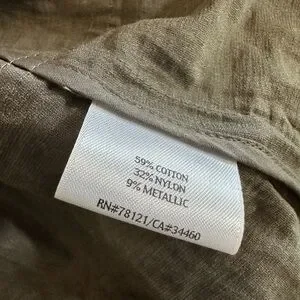 59% COTTON
32% NYLON
9% METALLIC
RN#78121/CA#34460